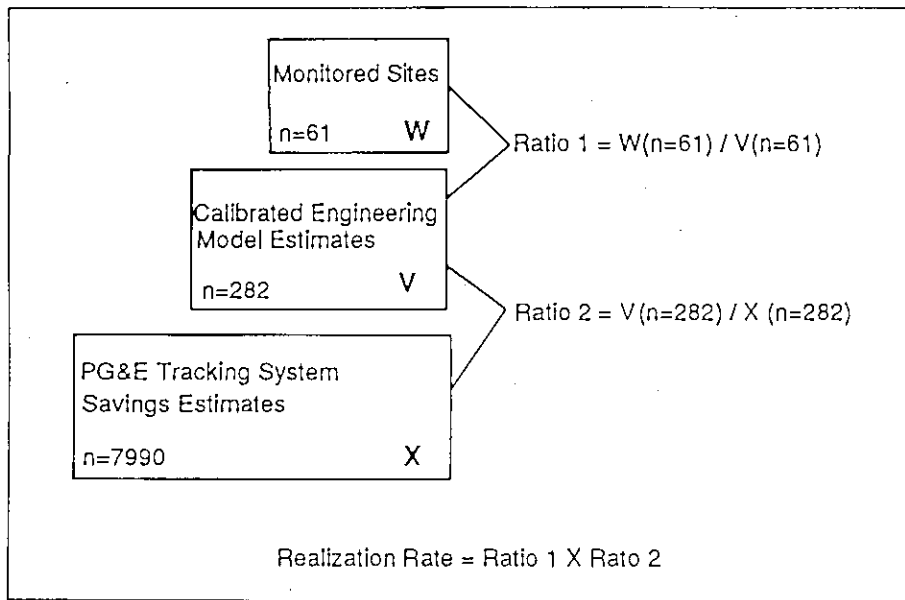 Monitored Sites
n=61 W
Ratio 1 = W(n=61) / V(n=61)
Calibrated Engineering
Model Estimates
n=282 V
Ratio 2 = V(n=282) / X (n=282)
PG&E Tracking System
Savings Estimates
n=7990 X
Realization Rate = Ratio 1 X Rato 2